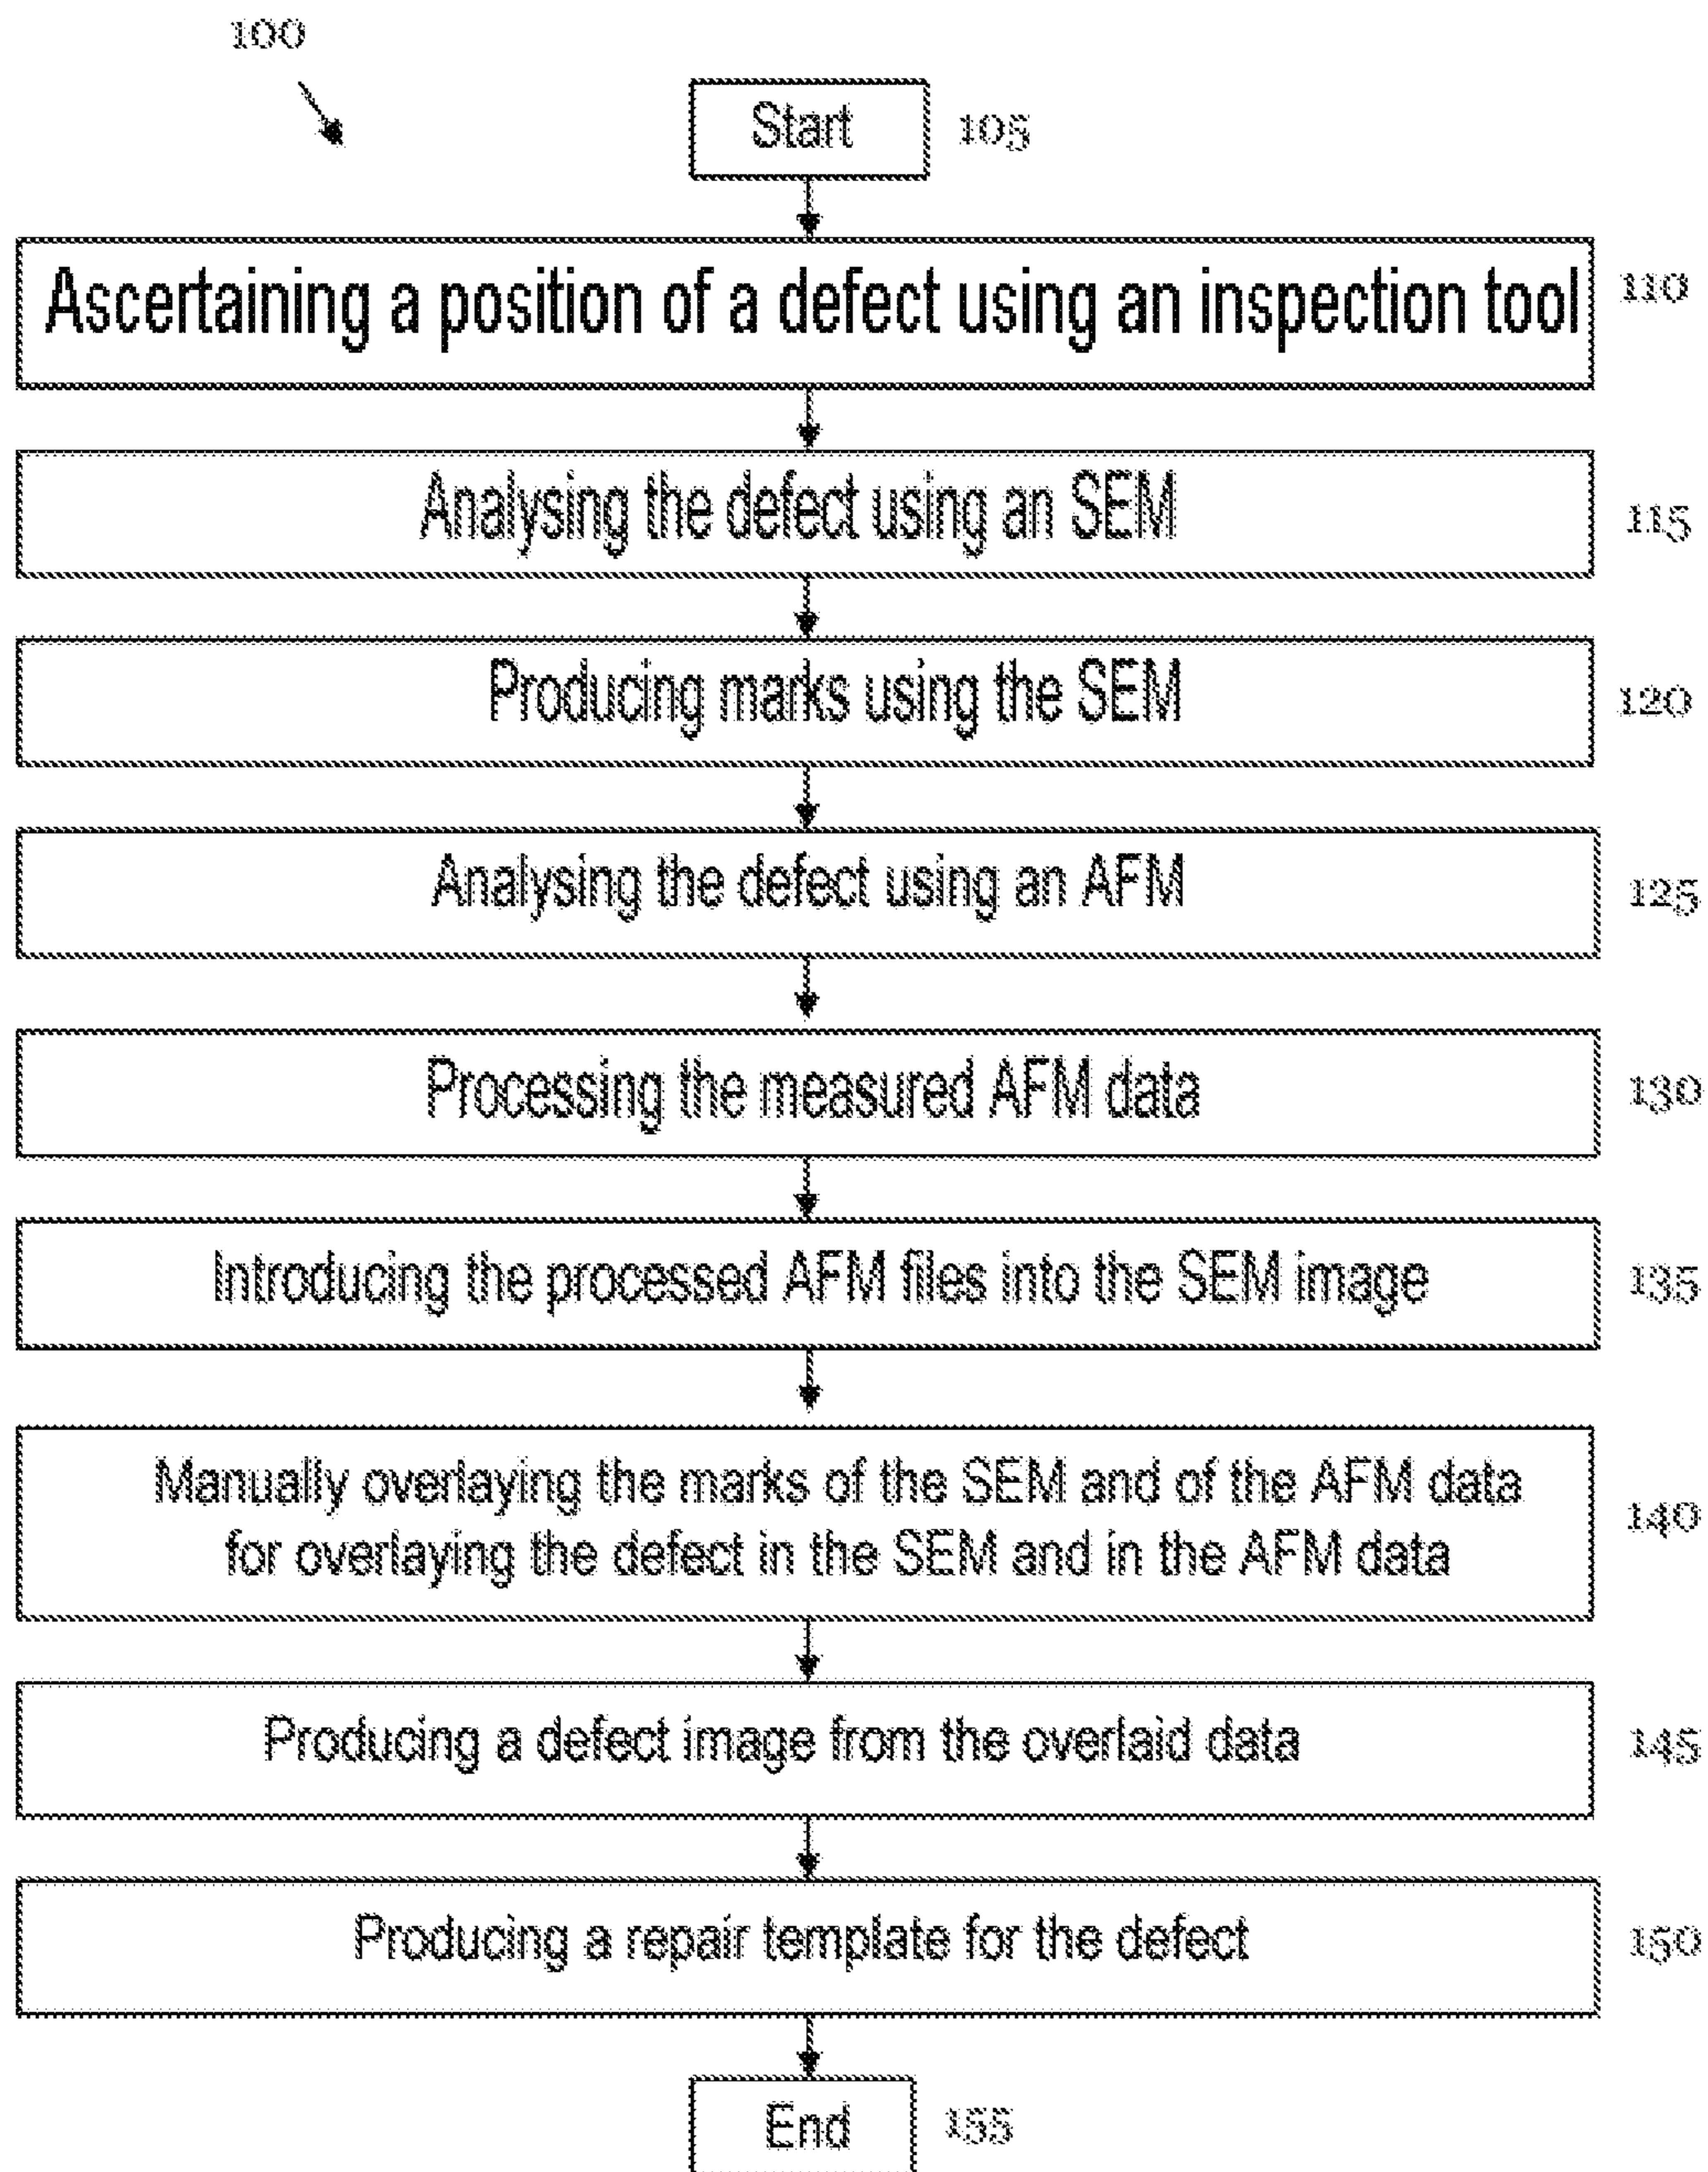 100
Start 105
Ascertaining a position of a defect using an inspection tool 110
Analysing the defect using an SEM 115
Producing marks using the SEM 120
Analysing the defect using an AFM 125
Processing the measured AFM data 130
Introducing the processed AFM files into the SEM image 135
Manually overlaying the marks of the SEM and of the AFM data
for overlaying the defect in the SEM and in the AFM data 140
Producing a defect image from the overlaid data 145
Producing a repair template for the defect 150
End 155